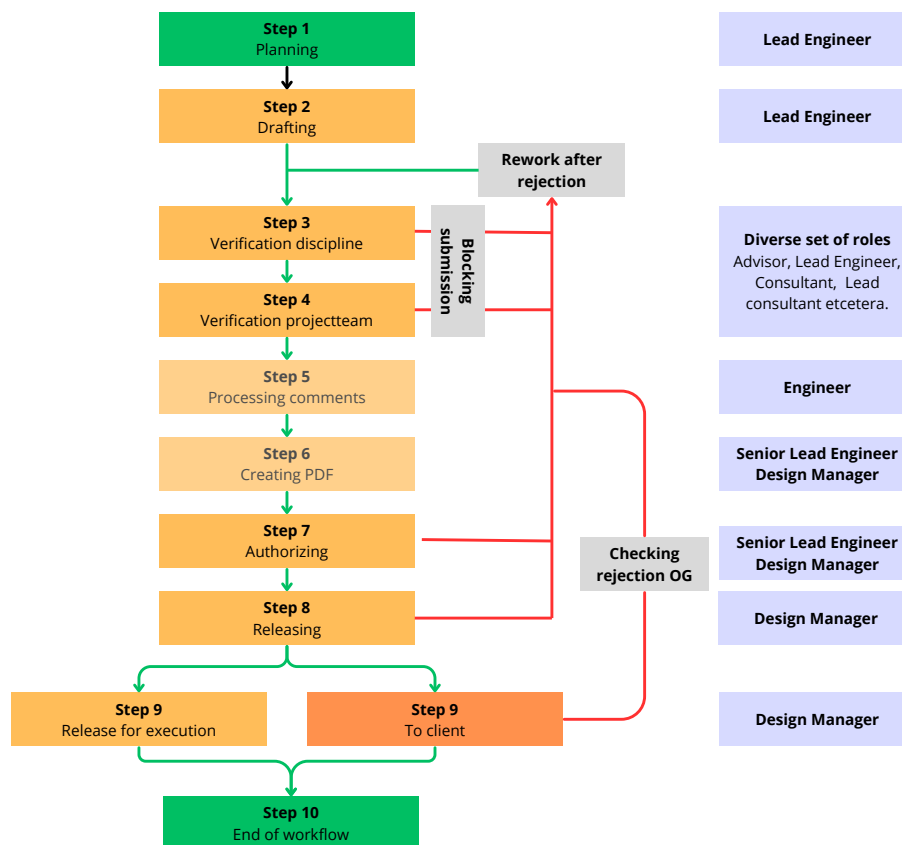 Step 1
Planning
Lead Engineer
Step 2
Drafting
Lead Engineer
Rework after
rejection
Step 3
Verification discipline
Blocking
submission
Diverse set of roles
Advisor, Lead Engineer,
Consultant, Lead
consultant etcetera.
Step 4
Verification projectteam
Step 5
Processing comments
Engineer
Step 6
Creating PDF
Senior Lead Engineer
Design Manager
Step 7
Authorizing
Checking
rejection OG
Senior Lead Engineer
Design Manager
Step 8
Releasing
Design Manager
Step 9
Release for execution
Step 9
To client
Design Manager
Step 10
End of workflow